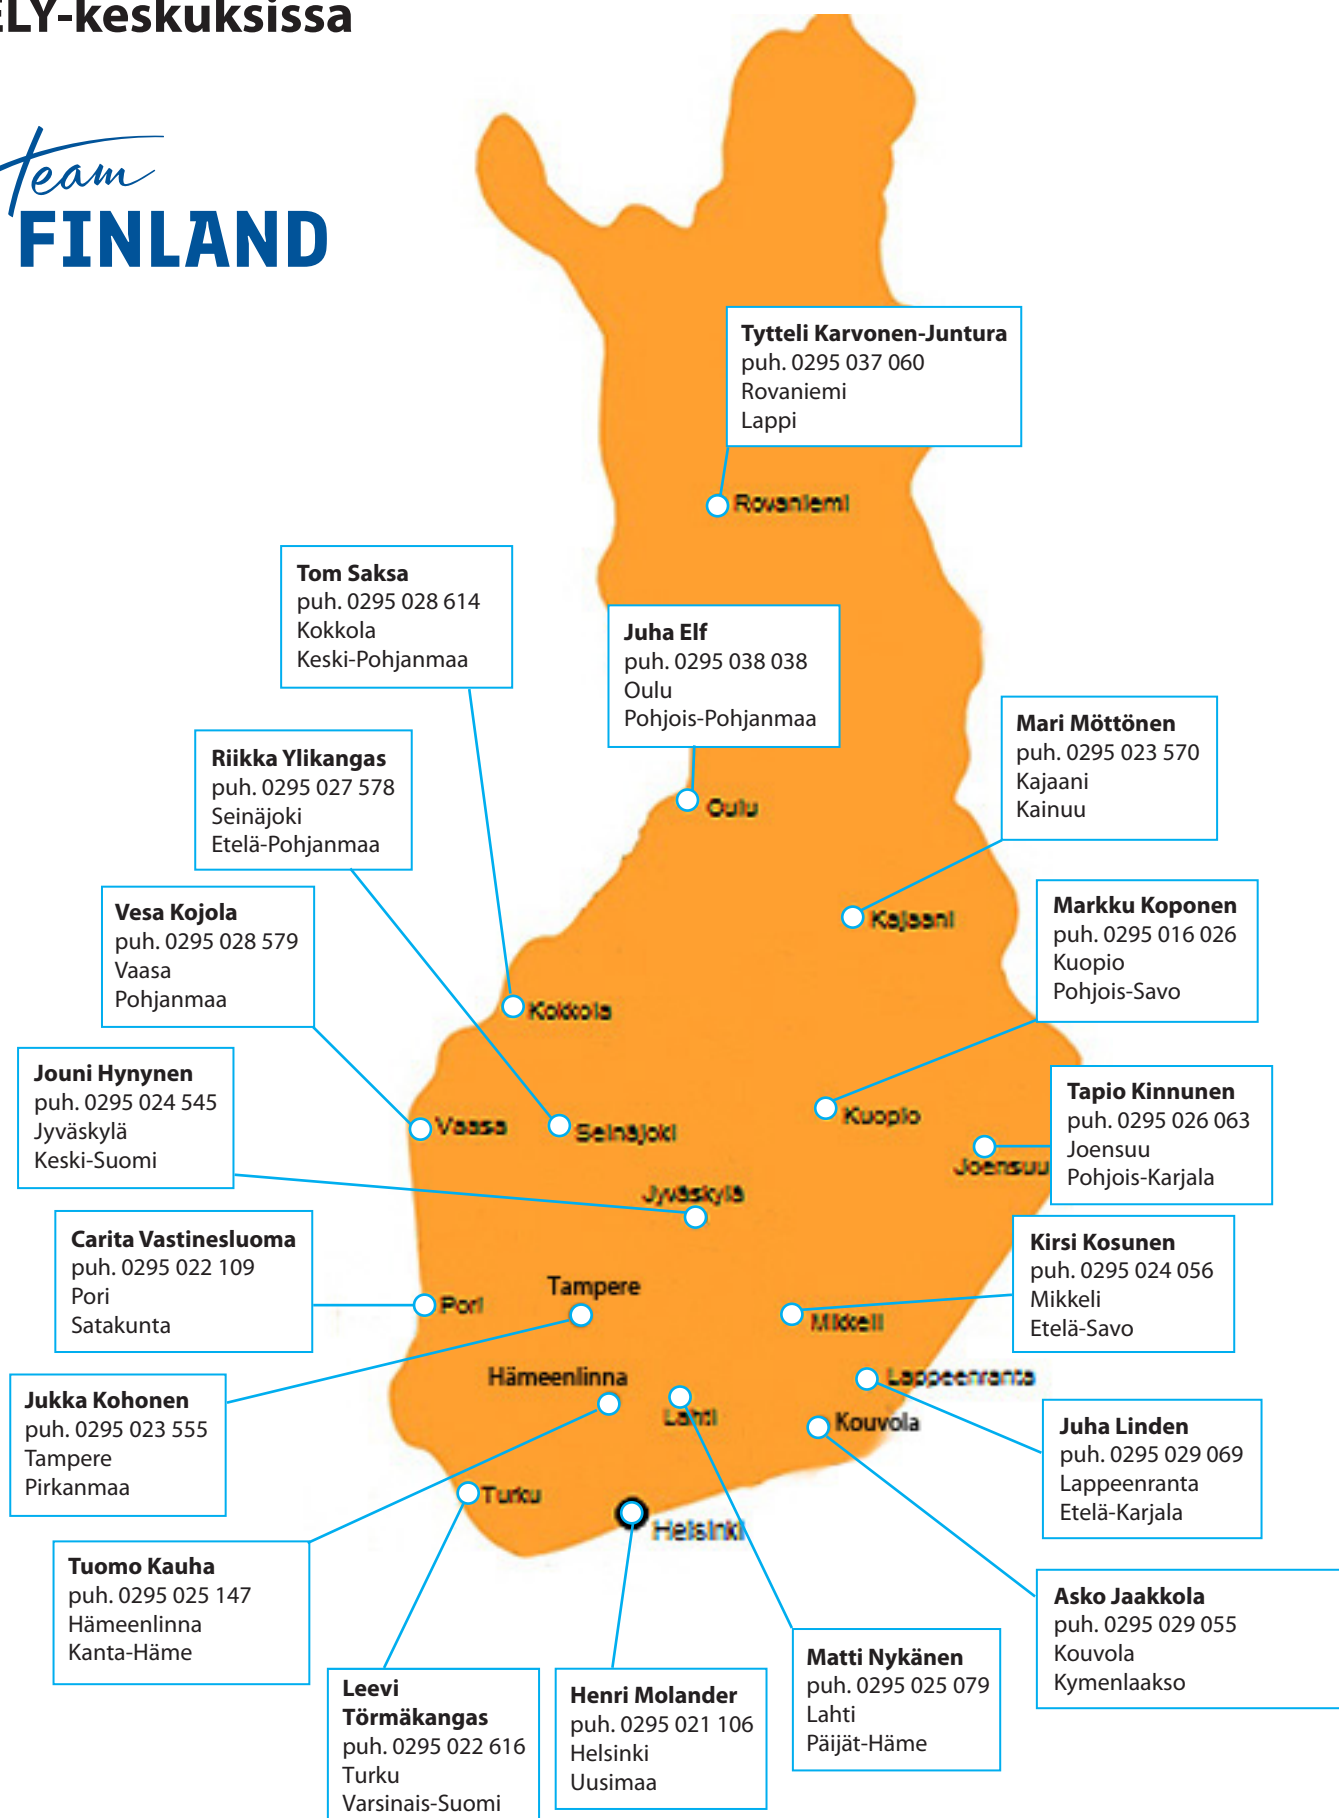 ELY-keskuksissa
team
FINLAND
Tytteli Karvonen-Juntura
puh. 0295 037 060
Rovaniemi
Lappi
Rovaniemi
Tom Saksa
puh. 0295 028 614
Kokkola
Keski-Pohjanmaa
Juha Elf
puh. 0295 038 038
Oulu
Pohjois-Pohjanmaa
Mari Möttönen
puh. 0295 023 570
Kajaani
Kainuu
Riikka Ylikangas
puh. 0295 027 578
Seinäjoki
Etelä-Pohjanmaa
Oulu
Vesa Kojola
puh. 0295 028 579
Vaasa
Pohjanmaa
Kajaani
Markku Koponen
puh. 0295 016 026
Kuopio
Pohjois-Savo
Kokkola
Jouni Hynynen
puh. 0295 024 545
Jyväskylä
Keski-Suomi
Vaasa
Seinäjoki
Kuopio
Joensuu
Tapio Kinnunen
puh. 0295 026 063
Joensuu
Pohjois-Karjala
Jyväskylä
Carita Vastinesluoma
puh. 0295 022 109
Pori
Satakunta
Pori
Tampere
Mikkeli
Kirsi Kosunen
puh. 0295 024 056
Mikkeli
Etelä-Savo
Jukka Kohonen
puh. 0295 023 555
Tampere
Pirkanmaa
Hämeenlinna
Lahti
Lappeenranta
Kouvola
Juha Linden
puh. 0295 029 069
Lappeenranta
Etelä-Karjala
Turku
Helsinki
Tuomo Kauha
puh. 0295 025 147
Hämeenlinna
Kanta-Häme
Asko Jaakkola
puh. 0295 029 055
Kouvola
Kymenlaakso
Leevi
Törmäkangas
puh. 0295 022 616
Turku
Varsinais-Suomi
Henri Molander
puh. 0295 021 106
Helsinki
Uusimaa
Matti Nykänen
puh. 0295 025 079
Lahti
Päijät-Häme